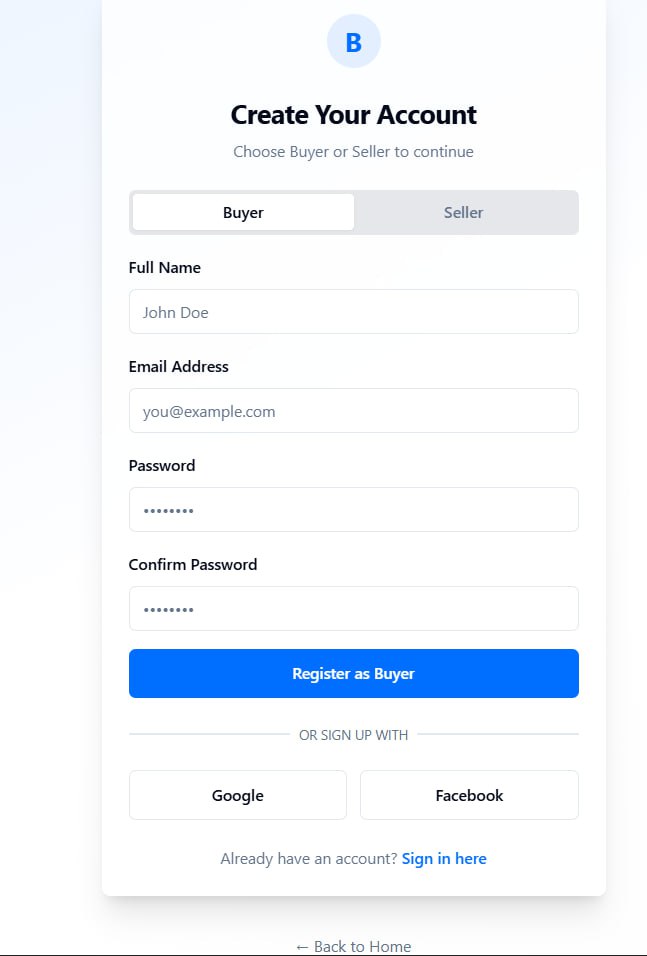 B
Create Your Account
Choose Buyer or Seller to continue
Buyer Seller
Full Name
John Doe
Email Address
you@example.com
Password
••••••••
Confirm Password
••••••••
Register as Buyer
OR SIGN UP WITH
Google Facebook
Already have an account? Sign in here
← Back to Home